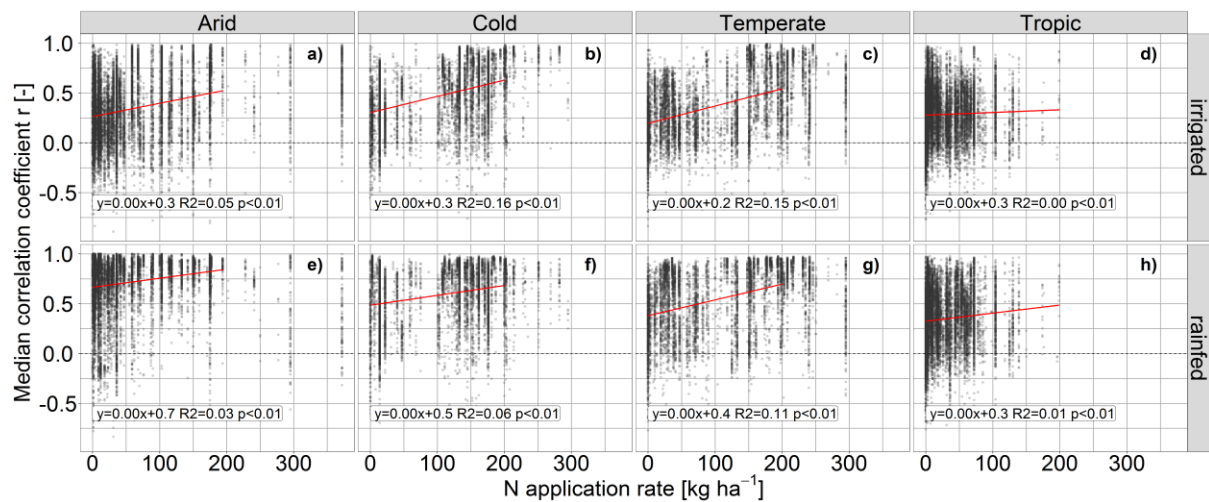 Arid Cold Temperate Tropic
Median correlation coefficient r [-]
1.0 a) b) c) d)
0.5
0.0
-0.5
y=0.00x+0.3 R2=0.05 p<0.01 y=0.00x+0.3 R2=0.16 p<0.01 y=0.00x+0.2 R2=0.15 p<0.01 y=0.00x+0.3 R2=0.00 p<0.01
irrigated
1.0 e) f) g) h)
0.5
0.0
-0.5
y=0.00x+0.7 R2=0.03 p<0.01 y=0.00x+0.5 R2=0.06 p<0.01 y=0.00x+0.4 R2=0.11 p<0.01 y=0.00x+0.3 R2=0.01 p<0.01
rainfed
0 100 200 300 0 100 200 300 0 100 200 300 0 100 200 300
N application rate [kg ha⁻¹]